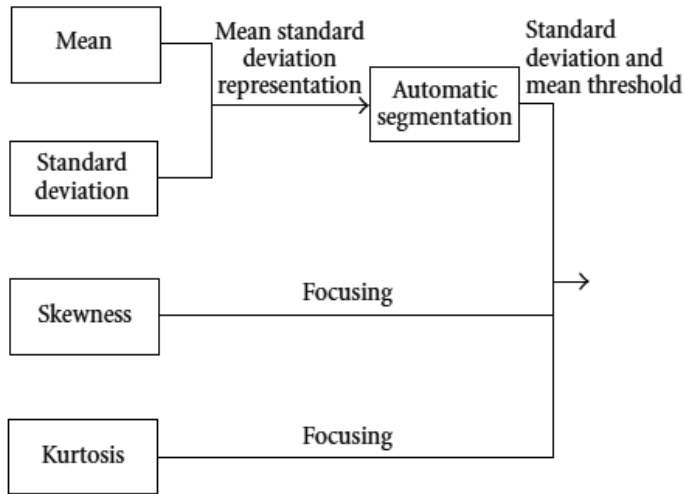 Mean
Mean standard
deviation
representation
Standard
deviation and
mean threshold
Automatic
segmentation
Standard
deviation
Skewness
Focusing
Kurtosis
Focusing